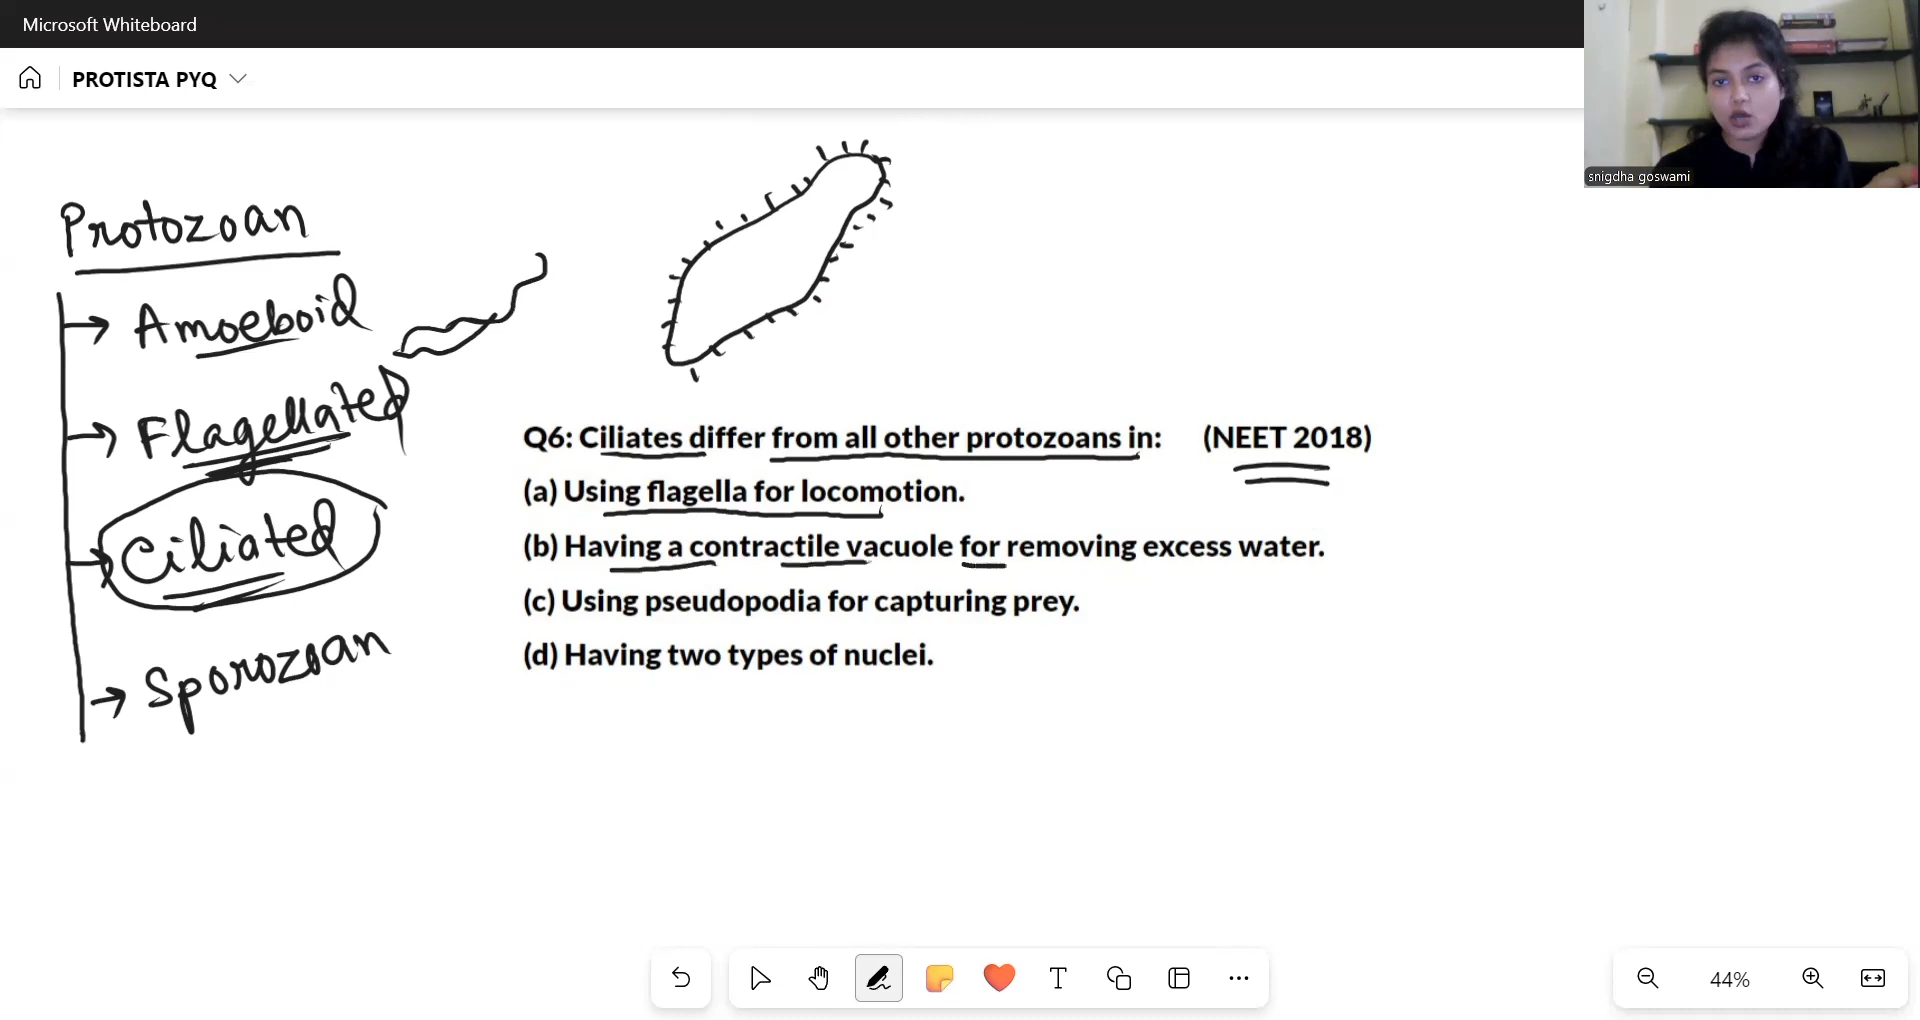 Microsoft Whiteboard
PROTISTA PYQ
snigdha goswami
Protozoan
→ Amoeboid
→ Flagellated
→ Ciliated
→ Sporozoan
Q6: Ciliates differ from all other protozoans in: (NEET 2018)
(a) Using flagella for locomotion.
(b) Having a contractile vacuole for removing excess water.
(c) Using pseudopodia for capturing prey.
(d) Having two types of nuclei.
44%